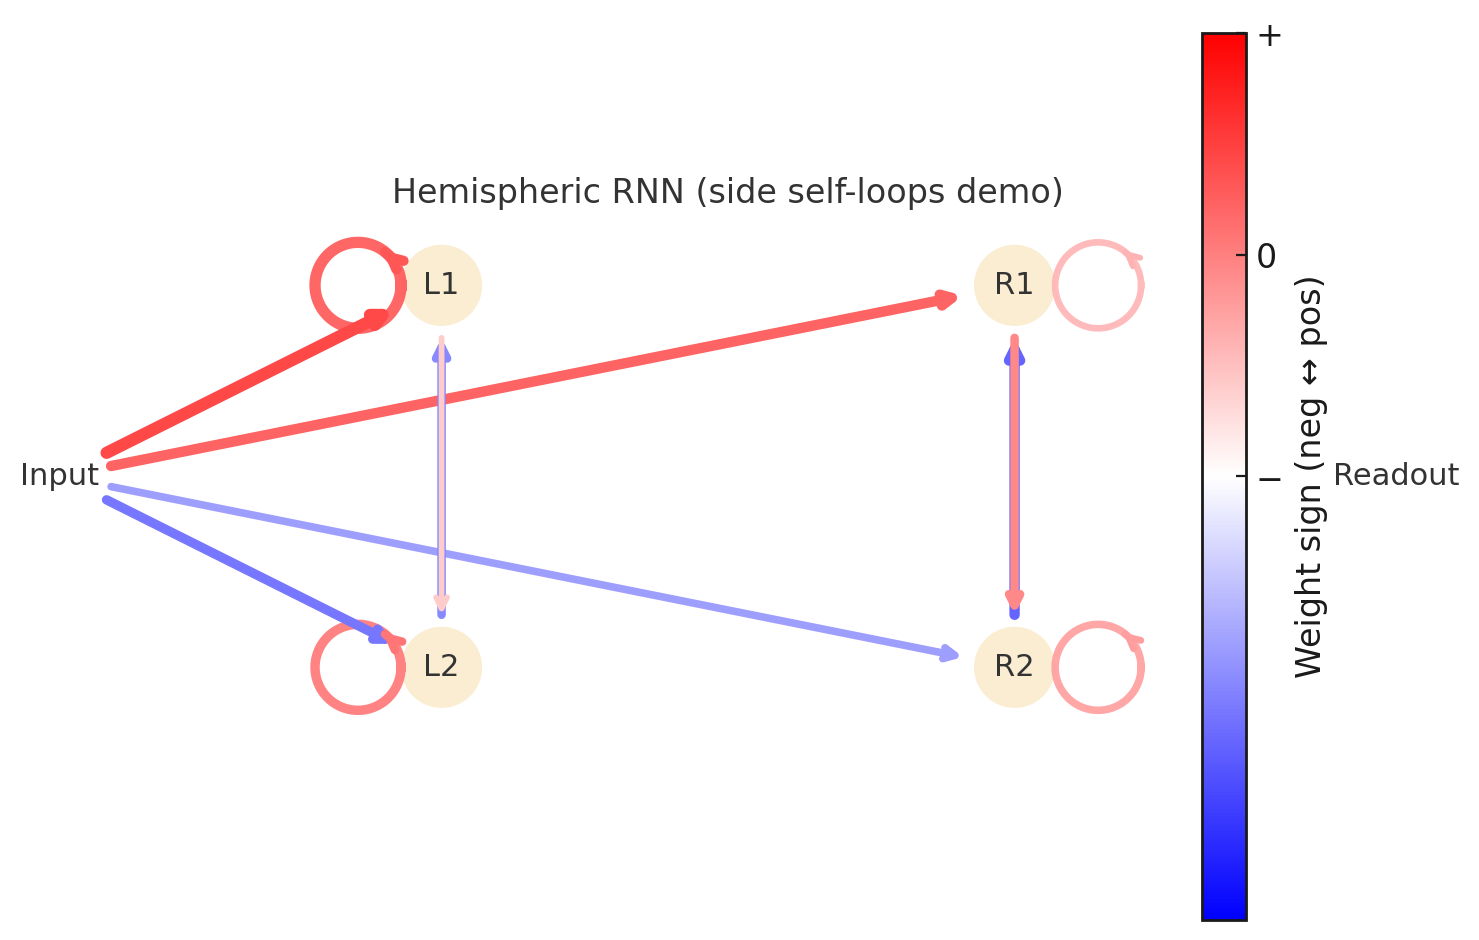 Hemispheric RNN (side self-loops demo)
L1
R1
Input
L2
R2
+
0
−
Weight sign (neg ↔ pos)
Readout